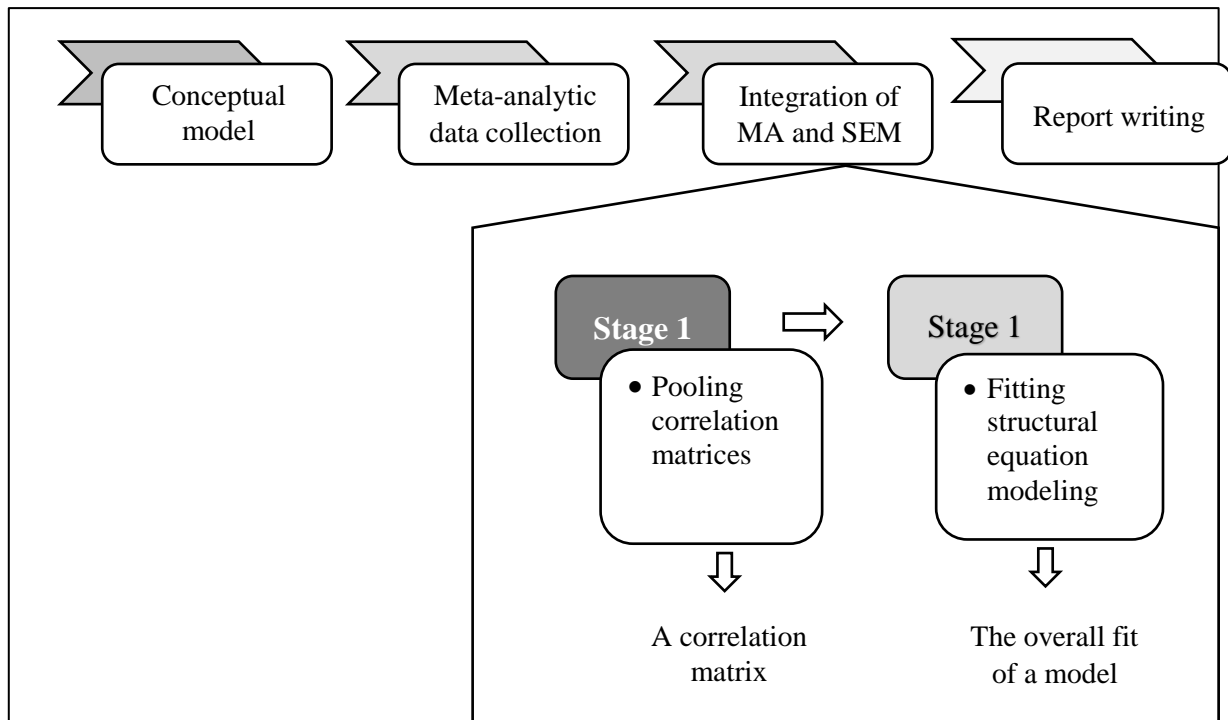 Conceptual
model
Meta-analytic
data collection
Integration of
MA and SEM
Report writing
Stage 1
• Pooling
correlation
matrices
Stage 1
• Fitting
structural
equation
modeling
A correlation
matrix
The overall fit
of a model